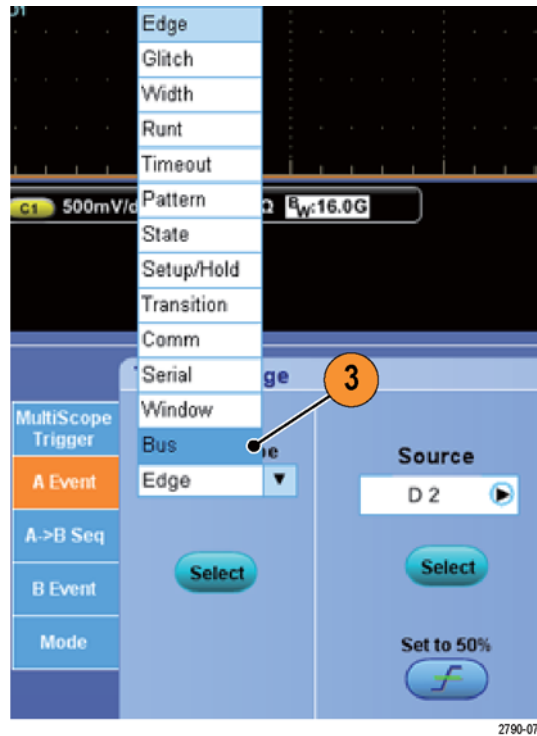 Edge
Glitch
Width
Runt
Timeout
Pattern
State
Setup/Hold
Transition
Comm
Serial
Window
Bus
Edge
C1 500mV/d Ω BW:16.0G
ge
3
MultiScope
Trigger
A Event
A->B Seq
B Event
Mode
Select
Source
D 2
Select
Set to 50%
2790-07